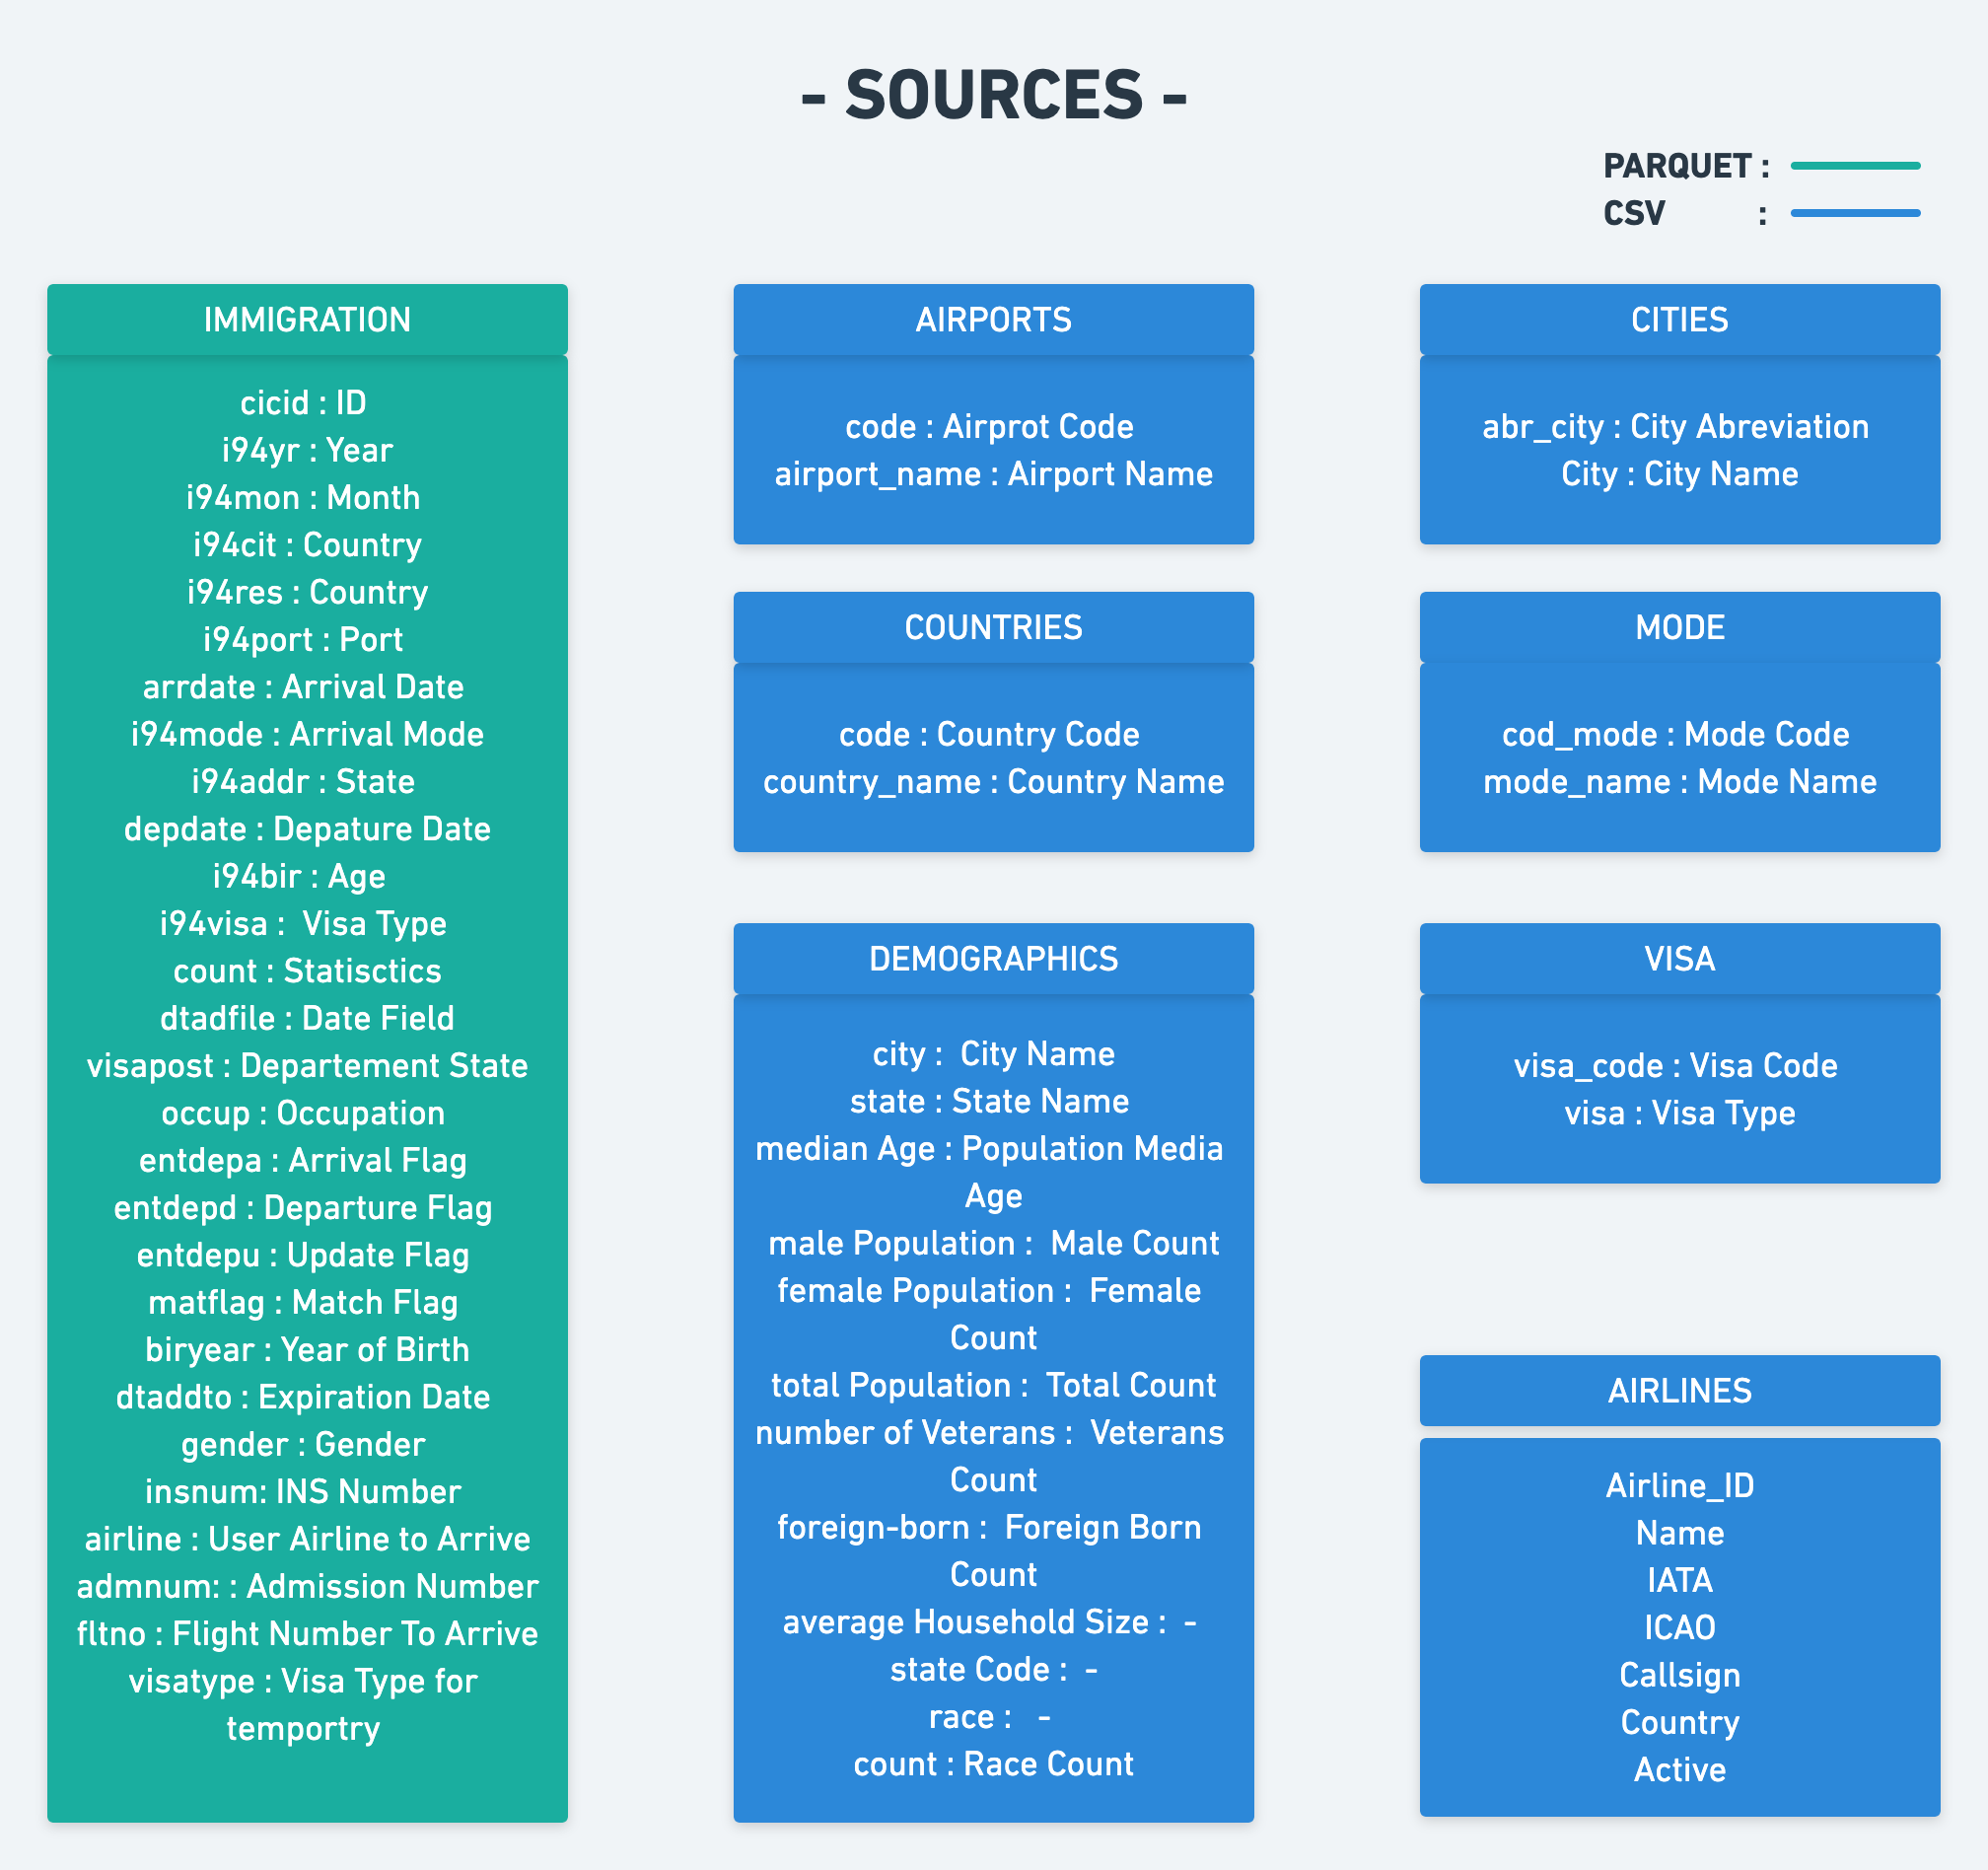 - SOURCES -
PARQUET :
CSV :
IMMIGRATION
cicid : ID
i94yr : Year
i94mon : Month
i94cit : Country
i94res : Country
i94port : Port
arrdate : Arrival Date
i94mode : Arrival Mode
i94addr : State
depdate : Depature Date
i94bir : Age
i94visa : Visa Type
count : Statisctics
dtadfile : Date Field
visapost : Departement State
occup : Occupation
entdepa : Arrival Flag
entdepd : Departure Flag
entdepu : Update Flag
matflag : Match Flag
biryear : Year of Birth
dtaddto : Expiration Date
gender : Gender
insnum: INS Number
airline : User Airline to Arrive
admnum: : Admission Number
fltno : Flight Number To Arrive
visatype : Visa Type for
temportry
AIRPORTS
code : Airprot Code
airport_name : Airport Name
COUNTRIES
code : Country Code
country_name : Country Name
DEMOGRAPHICS
city : City Name
state : State Name
median Age : Population Media
Age
male Population : Male Count
female Population : Female
Count
total Population : Total Count
number of Veterans : Veterans
Count
foreign-born : Foreign Born
Count
average Household Size : -
state Code : -
race : -
count : Race Count
CITIES
abr_city : City Abreviation
City : City Name
MODE
cod_mode : Mode Code
mode_name : Mode Name
VISA
visa_code : Visa Code
visa : Visa Type
AIRLINES
Airline_ID
Name
IATA
ICAO
Callsign
Country
Active